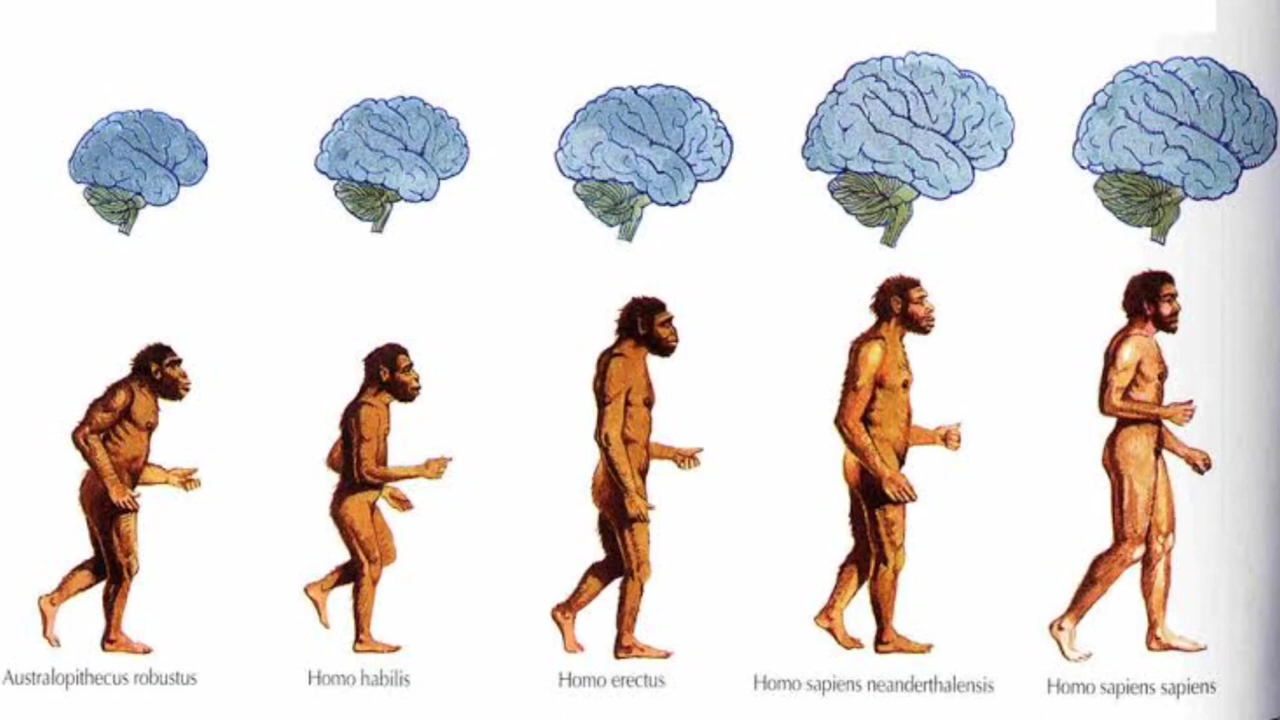 Australopithecus robustus
Homo habilis
Homo erectus
Homo sapiens neanderthalensis
Homo sapiens sapiens